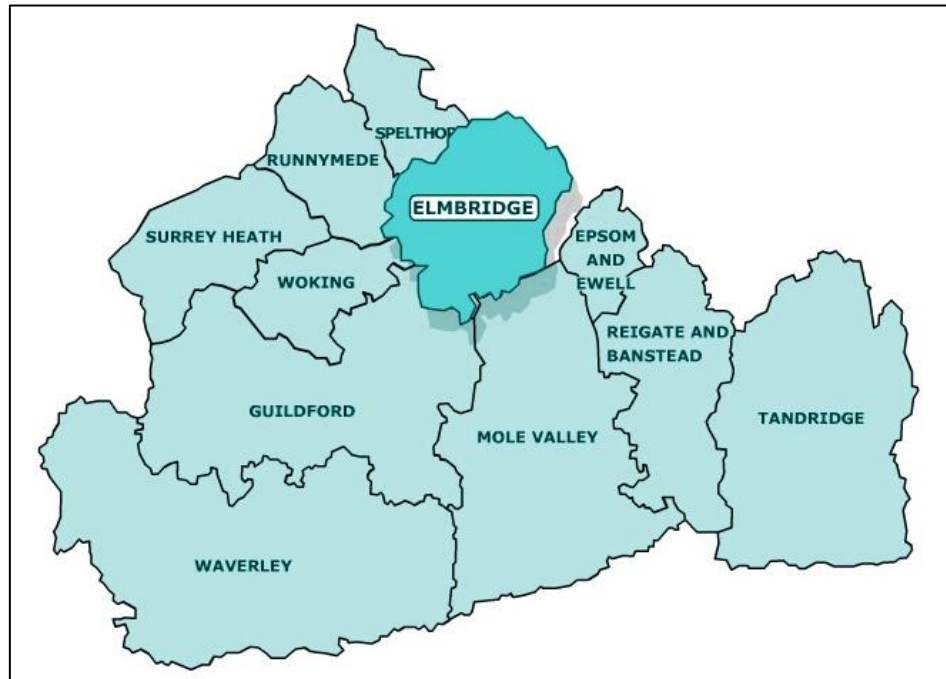 SPELTHOR
RUNNYMEDE
ELMBRIDGE
SURREY HEATH
EPSOM
AND
EWELL
WOKING
REIGATE AND
BANSTEAD
GUILDFORD
MOLE VALLEY
TANDRIDGE
WAVERLEY